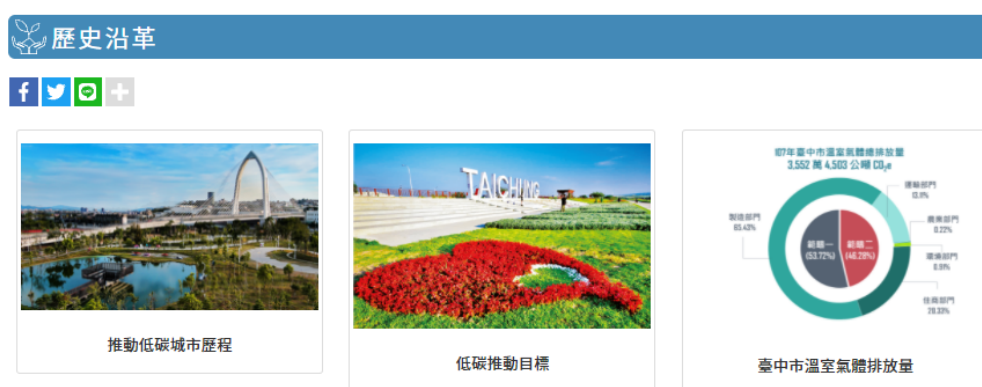 歷史沿革
TAICHUNG
107年臺中市溫室氣體總排放量
3,552 萬 4,503 公噸 CO₂e
運輸部門
製造部門
65.43%
農業部門
0.22%
範疇一
(53.72%)
範疇二
(46.28%)
環境部門
住商部門
20.33%
推動低碳城市歷程
低碳推動目標
臺中市溫室氣體排放量